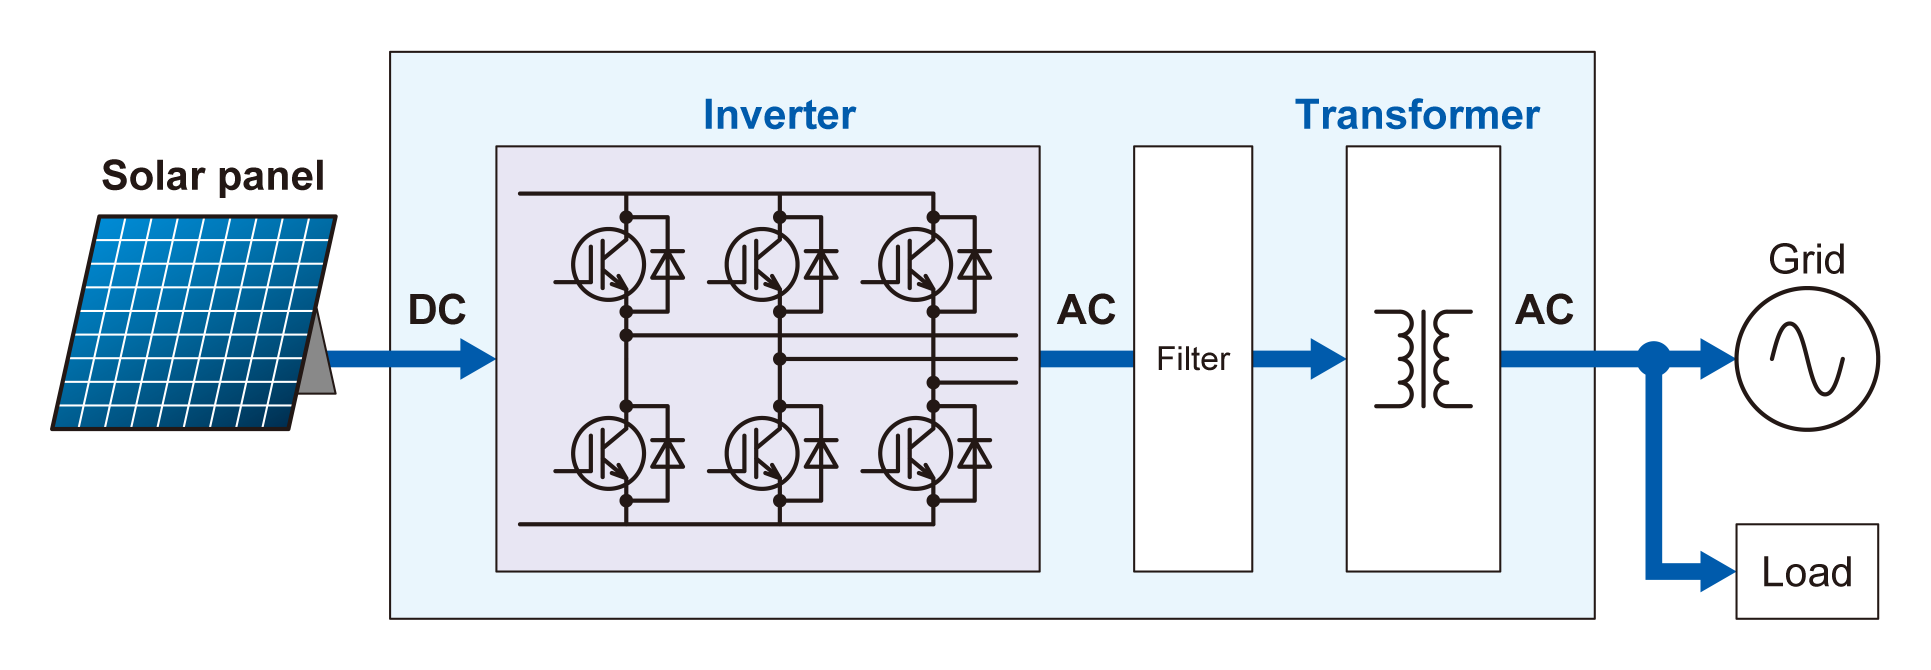 Inverter
Transformer
Solar panel
DC
AC
Filter
AC
Grid
Load